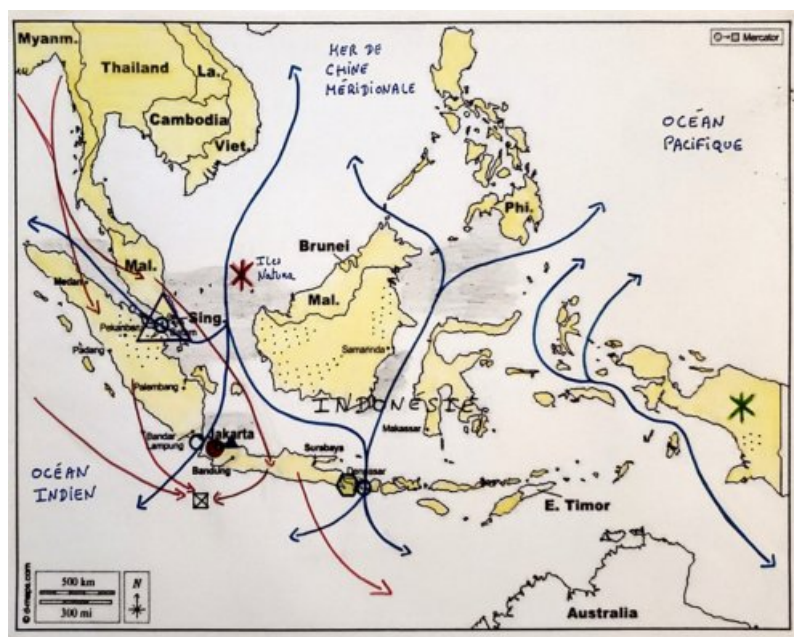 Myanm.
Thailand
La.
Cambodia
Viet.
MER DE
CHINE
MÉRIDIONALE
Mercator
OCÉAN
PACIFIQUE
Phi.
Brunei
Mal.
Iles
Natuna
Mal.
Medan
Sing.
Pekanbaru
Padang
Samarinda
Palembang
INDONÉSIE
Bandar
Lampung
Jakarta
Makassar
Surabaya
Bandung
Denpasar
OCÉAN
INDIEN
E. Timor
500 km
300 mi
N
Australia
© d-maps.com